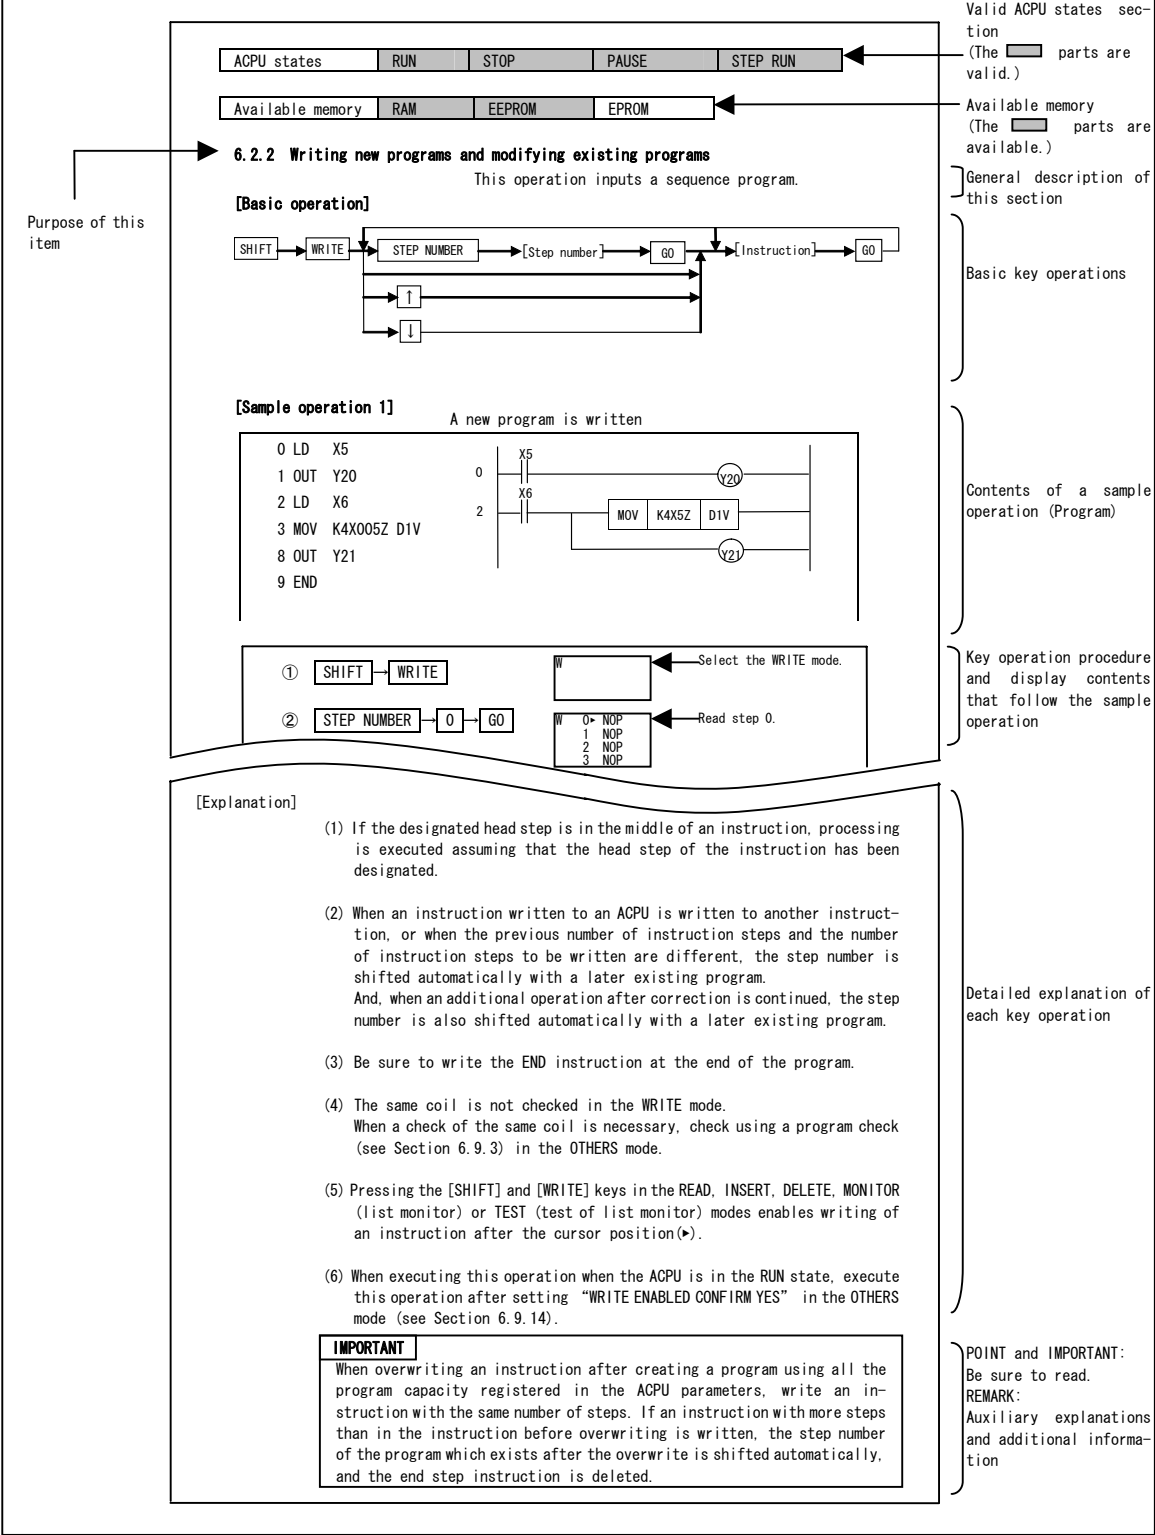 Valid ACPU states sec-
tion
(The parts are
valid.)
ACPU states RUN STOP PAUSE STEP RUN
Available memory RAM EEPROM EPROM
Available memory
(The parts are
available.)
6.2.2 Writing new programs and modifying existing programs
This operation inputs a sequence program.
General description of
this section
Purpose of this
item
[Basic operation]
SHIFT WRITE STEP NUMBER [Step number] GO [Instruction] GO
↑
↓
Basic key operations
[Sample operation 1]
A new program is written
0 LD X5
1 OUT Y20
2 LD X6
3 MOV K4X005Z D1V
8 OUT Y21
9 END
X5
0 Y20
X6
2 MOV K4X5Z D1V
Y21
Contents of a sample
operation (Program)
① SHIFT → WRITE
W
Select the WRITE mode.
② STEP NUMBER → 0 → GO
W 0▸ NOP
1 NOP
2 NOP
3 NOP
Read step 0.
Key operation procedure
and display contents
that follow the sample
operation
[Explanation]
(1) If the designated head step is in the middle of an instruction, processing
is executed assuming that the head step of the instruction has been
designated.
(2) When an instruction written to an ACPU is written to another instruct-
tion, or when the previous number of instruction steps and the number
of instruction steps to be written are different, the step number is
shifted automatically with a later existing program.
And, when an additional operation after correction is continued, the step
number is also shifted automatically with a later existing program.
(3) Be sure to write the END instruction at the end of the program.
(4) The same coil is not checked in the WRITE mode.
When a check of the same coil is necessary, check using a program check
(see Section 6.9.3) in the OTHERS mode.
(5) Pressing the [SHIFT] and [WRITE] keys in the READ, INSERT, DELETE, MONITOR
(list monitor) or TEST (test of list monitor) modes enables writing of
an instruction after the cursor position(▸).
(6) When executing this operation when the ACPU is in the RUN state, execute
this operation after setting “WRITE ENABLED CONFIRM YES” in the OTHERS
mode (see Section 6.9.14).
Detailed explanation of
each key operation
IMPORTANT
When overwriting an instruction after creating a program using all the
program capacity registered in the ACPU parameters, write an in-
struction with the same number of steps. If an instruction with more steps
than in the instruction before overwriting is written, the step number
of the program which exists after the overwrite is shifted automatically,
and the end step instruction is deleted.
POINT and IMPORTANT:
Be sure to read.
REMARK:
Auxiliary explanations
and additional informa-
tion